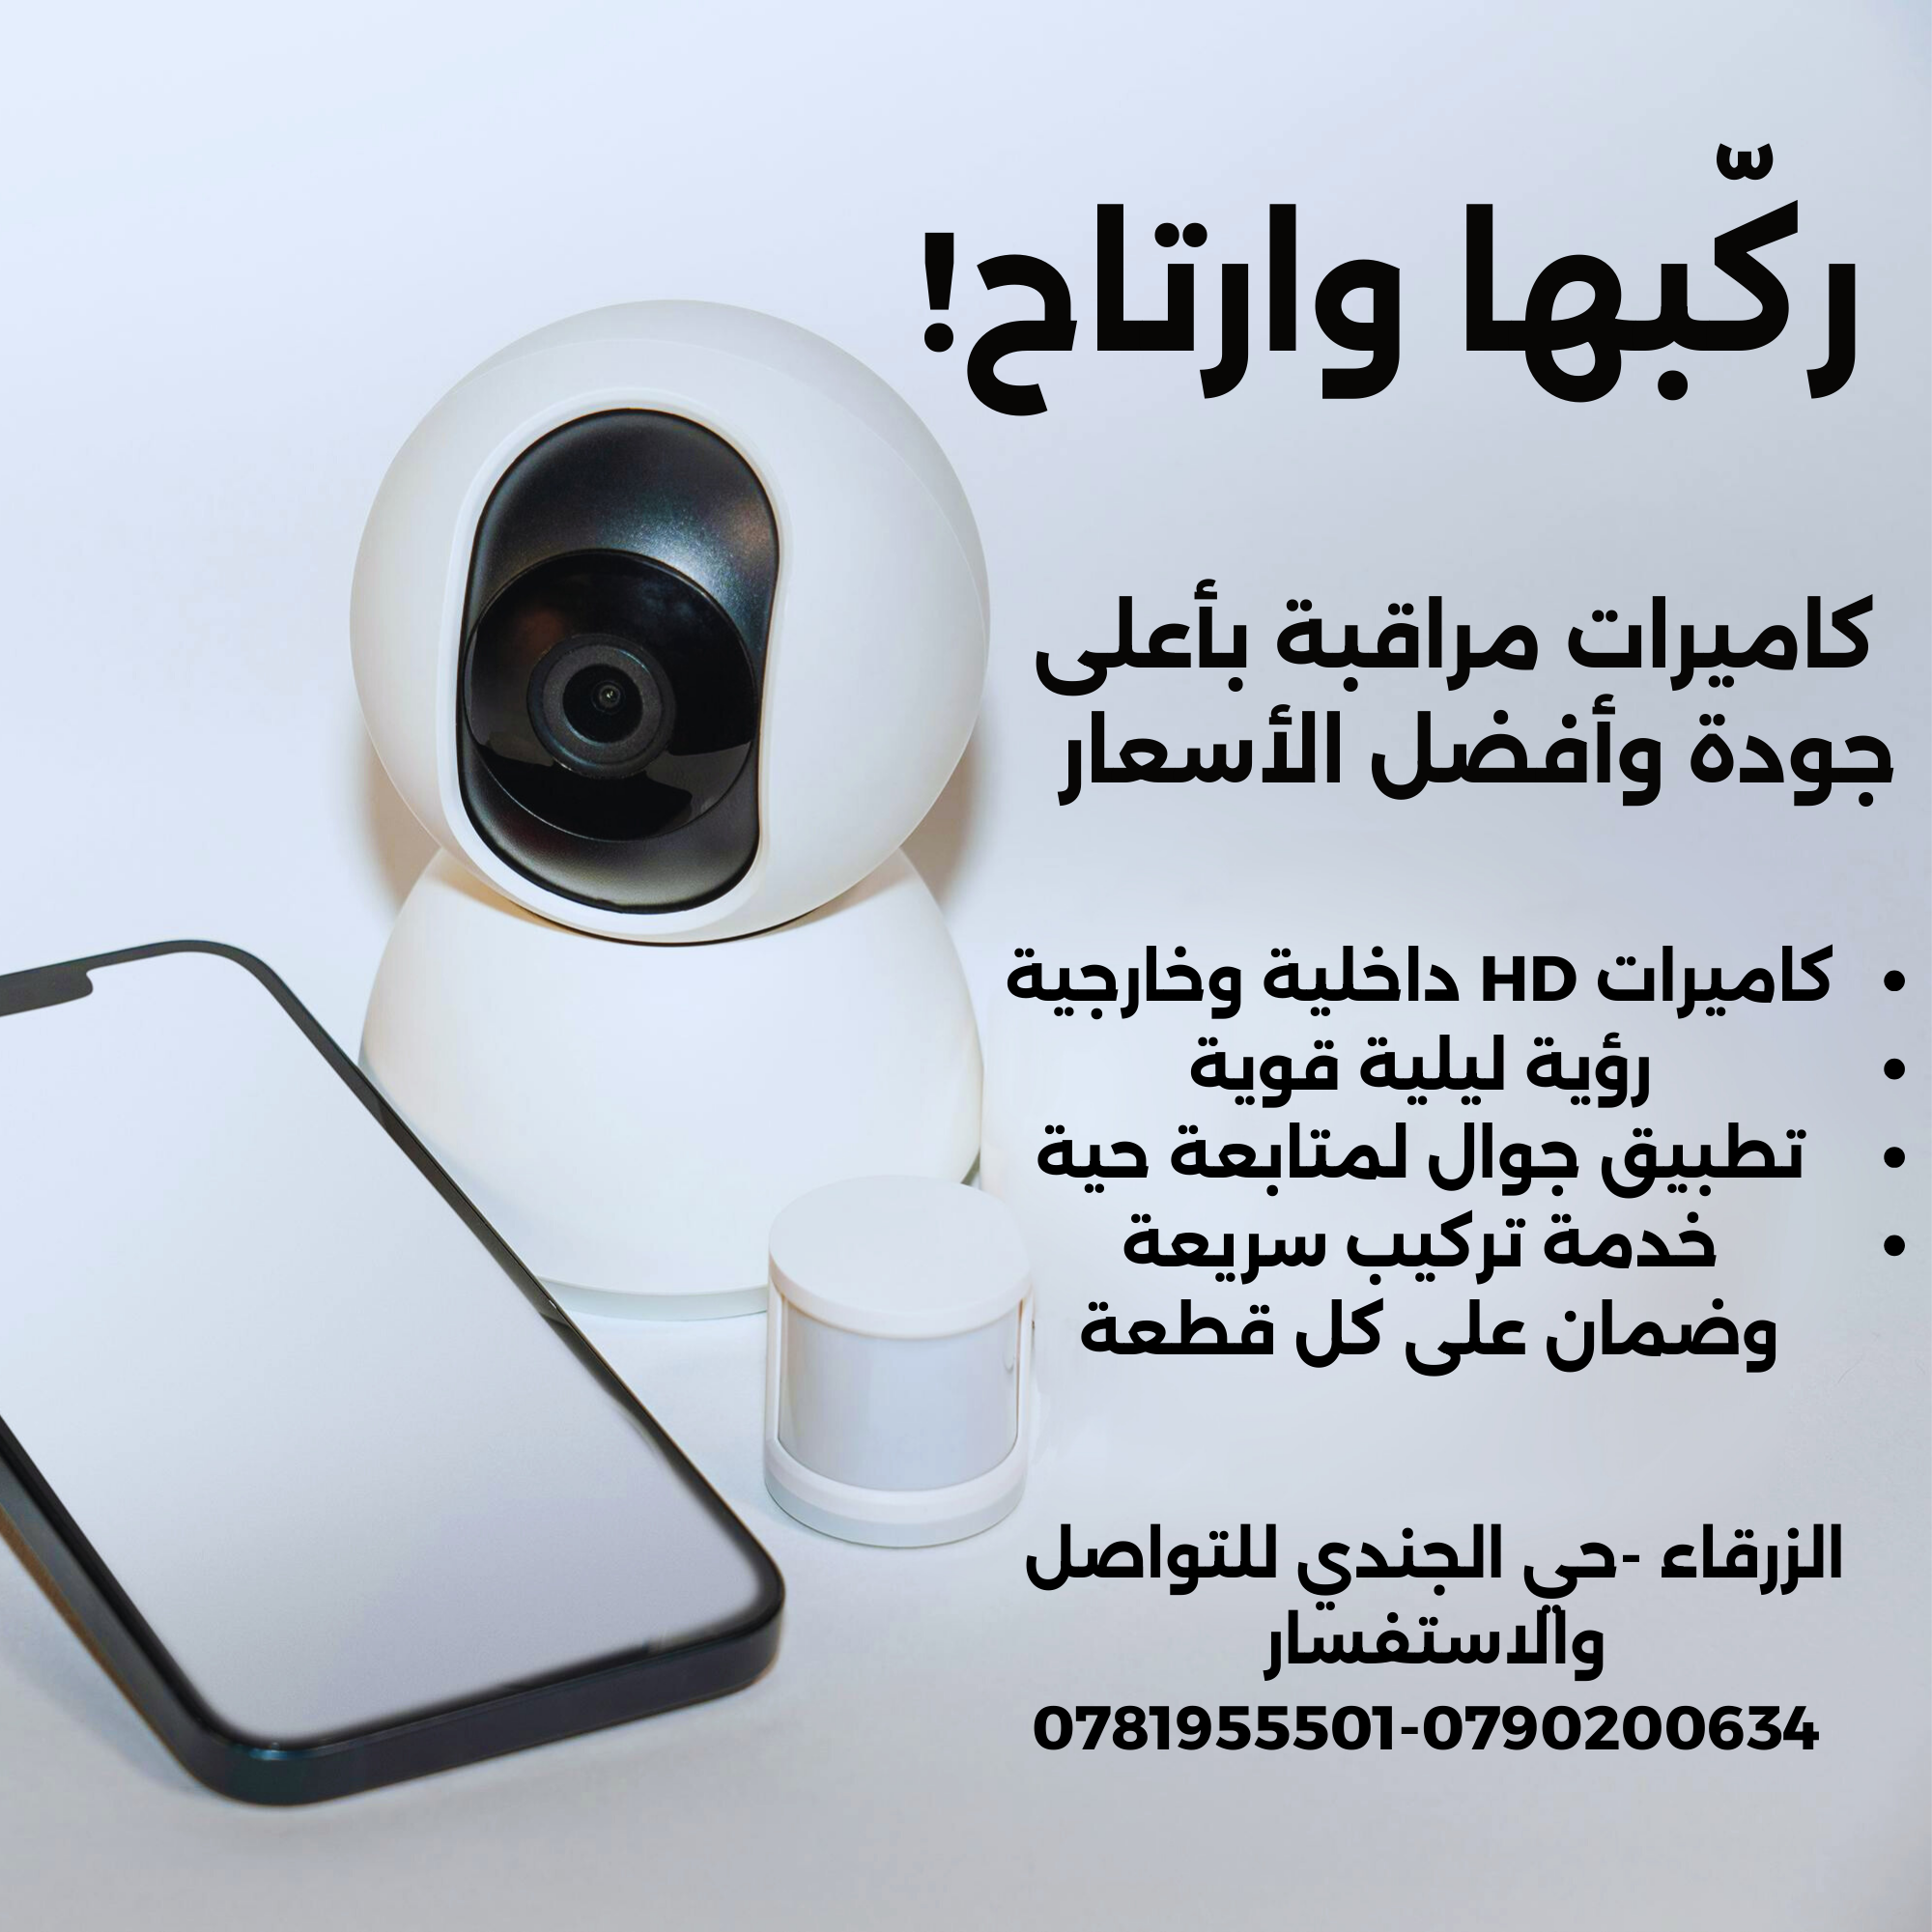 ركّبها وارتاح!
كاميرات مراقبة بأعلى
جودة وأفضل الأسعار
• كاميرات HD داخلية وخارجية
• رؤية ليلية قوية
• تطبيق جوال لمتابعة حية
• خدمة تركيب سريعة
وضمان على كل قطعة
الزرقاء -حي الجندي للتواصل
والاستفسار
0781955501-0790200634